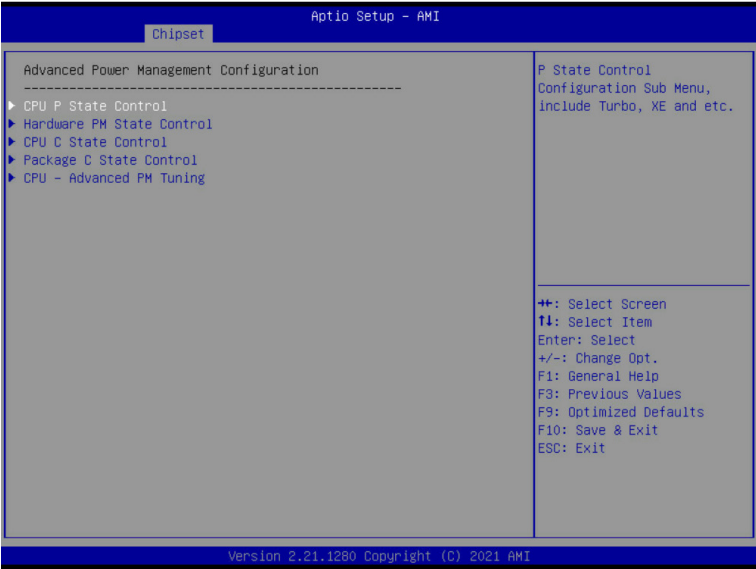 Aptio Setup – AMI
Chipset
Advanced Power Management Configuration
--------------------------------------------------
CPU P State Control
Hardware PM State Control
CPU C State Control
Package C State Control
CPU – Advanced PM Tuning
P State Control
Configuration Sub Menu,
include Turbo, XE and etc.
→←: Select Screen
↑↓: Select Item
Enter: Select
+/-: Change Opt.
F1: General Help
F3: Previous Values
F9: Optimized Defaults
F10: Save & Exit
ESC: Exit
Version 2.21.1280 Copyright (C) 2021 AMI